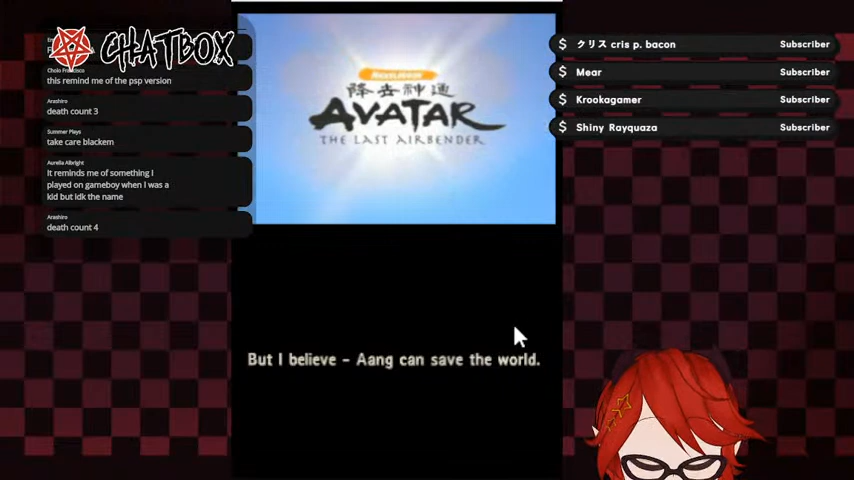 CHATBOX
Cholo Francisco
this remind me of the psp version
Arashiro
death count 3
Summer Plays
take care blackem
Aurelia Albright
It reminds me of something I
played on gameboy when I was a
kid but idk the name
Arashiro
death count 4
NICKELODEON
降去神通
AVATAR
THE LAST AIRBENDER
But I believe - Aang can save the world.
$ クリス cris p. bacon Subscriber
$ Mear Subscriber
$ Krookagamer Subscriber
$ Shiny Rayquaza Subscriber